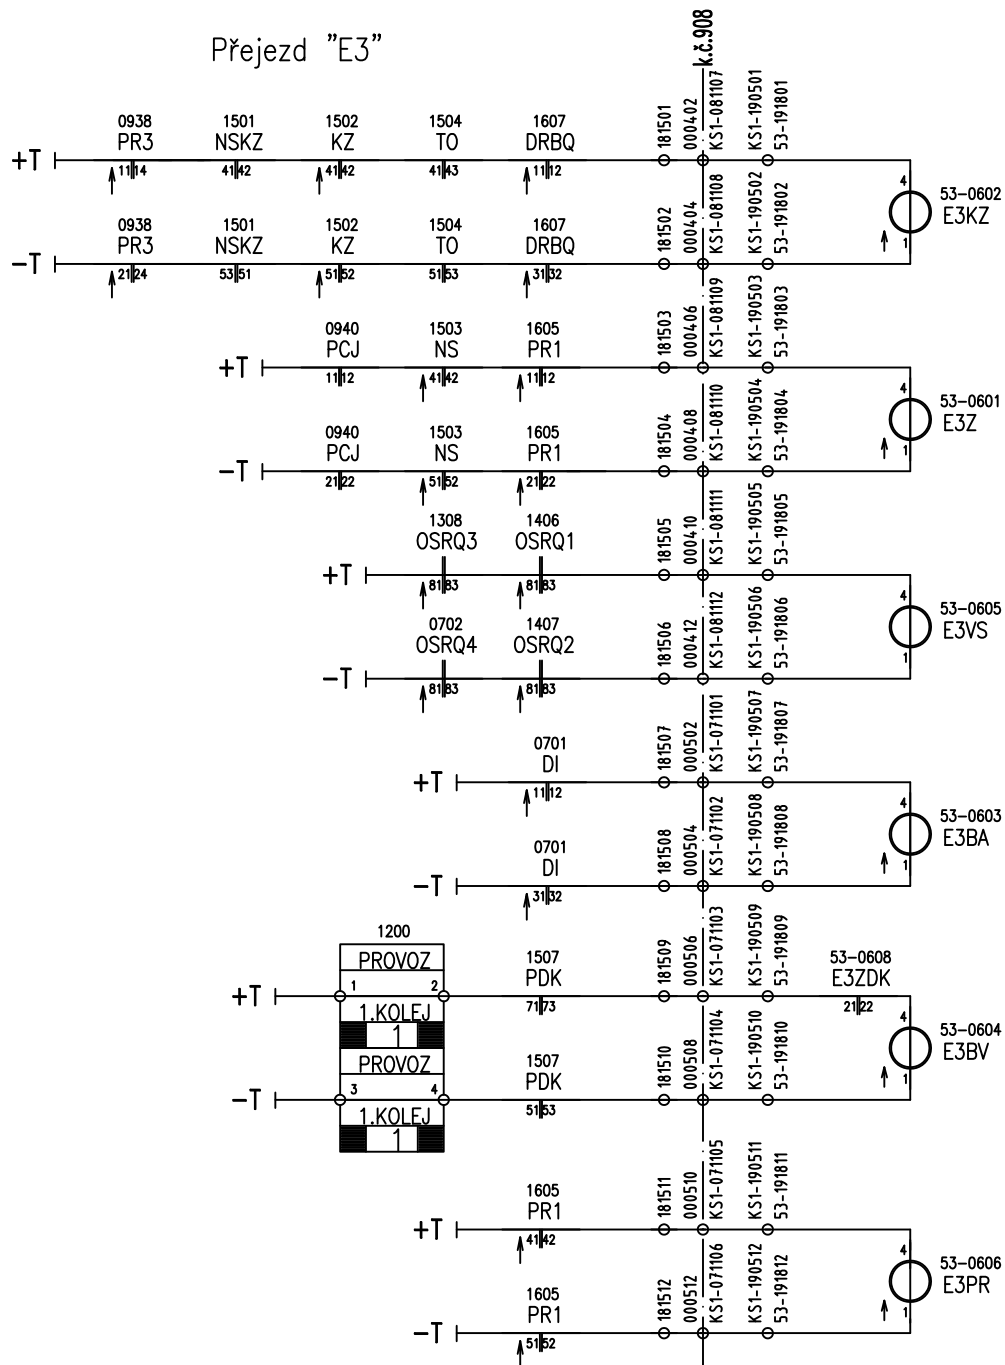 Přejezd "E3"
k.č.908
0938 1501 1502 1504 1607
PR3 NSKZ KZ TO DRBQ
+T 11 14 41 42 41 42 41 43 11 12
181501 000402 KS1-081107 KS1-190501 53-191801
0938 1501 1502 1504 1607
PR3 NSKZ KZ TO DRBQ
-T 21 24 53 51 51 52 51 53 31 32
181502 000404 KS1-081108 KS1-190502 53-191802
4
53-0602
E3KZ
1
0940 1503 1605
PCJ NS PR1
+T 11 12 41 42 11 12
181503 000406 KS1-081109 KS1-190503 53-191803
0940 1503 1605
PCJ NS PR1
-T 21 22 51 52 21 22
181504 000408 KS1-081110 KS1-190504 53-191804
4
53-0601
E3Z
1
1308 1406
OSRQ3 OSRQ1
+T 81 83 81 83
181505 000410 KS1-081111 KS1-190505 53-191805
0702 1407
OSRQ4 OSRQ2
-T 81 83 81 83
181506 000412 KS1-081112 KS1-190506 53-191806
4
53-0605
E3VS
1
0701
DI
+T 11 12
181507 000502 KS1-071101 KS1-190507 53-191807
0701
DI
-T 31 32
181508 000504 KS1-071102 KS1-190508 53-191808
4
53-0603
E3BA
1
1200
PROVOZ
1507
PDK
53-0608
E3ZDK
+T 1 2 71 73 21 22
181509 000506 KS1-071103 KS1-190509 53-191809
1.KOLEJ
1
PROVOZ
1507
PDK
-T 3 4 51 53
181510 000508 KS1-071104 KS1-190510 53-191810
1.KOLEJ
1
4
53-0604
E3BV
1
1605
PR1
+T 41 42
181511 000510 KS1-071105 KS1-190511 53-191811
1605
PR1
-T 51 52
181512 000512 KS1-071106 KS1-190512 53-191812
4
53-0606
E3PR
1